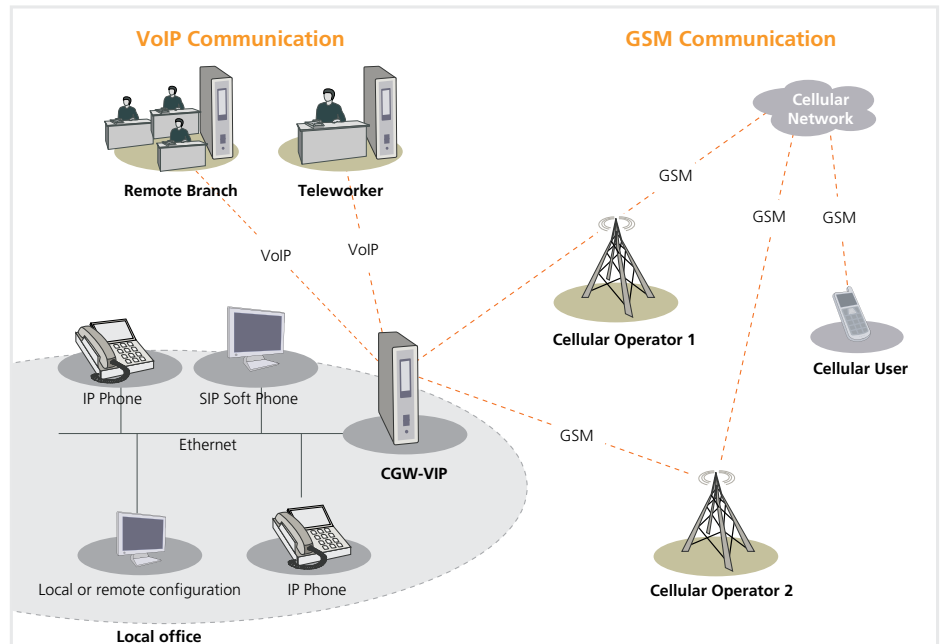 VoIP Communication
GSM Communication
Cellular
Network
Remote Branch
Teleworker
GSM
GSM
GSM
VoIP
VoIP
Cellular Operator 1
Cellular User
IP Phone
SIP Soft Phone
Ethernet
GSM
CGW-VIP
Local or remote configuration
IP Phone
Cellular Operator 2
Local office